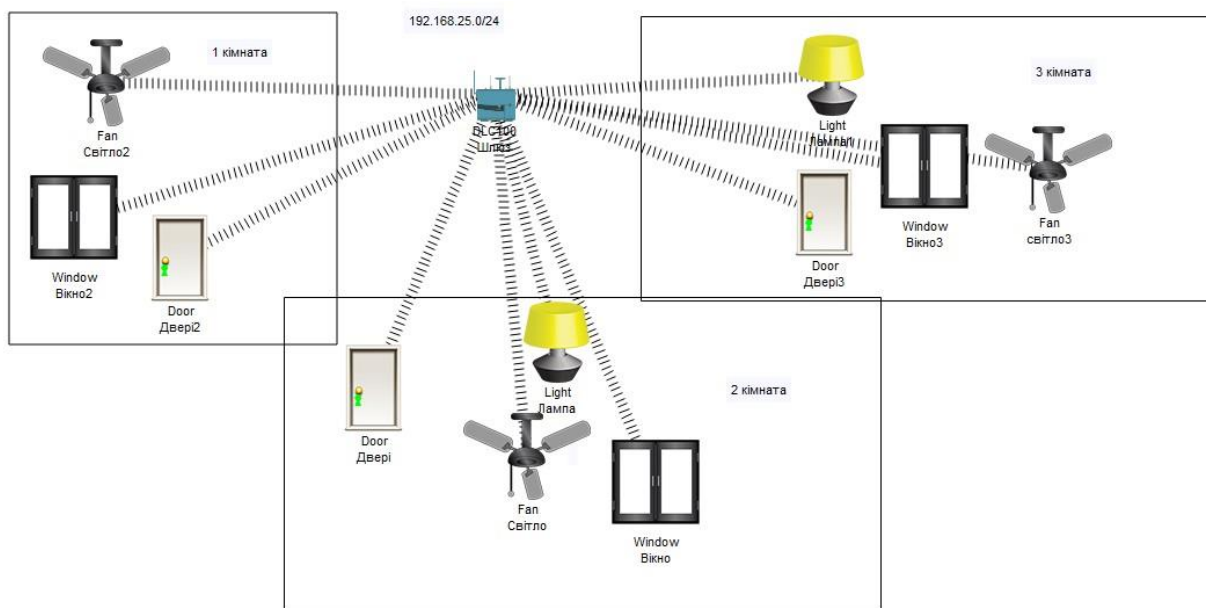 192.168.25.0/24
1 кімната
Fan
Світло2
Window
Вікно2
Door
Двері2
DLC100
Шлюз
3 кімната
Light
Лампа1
Window
Вікно3
Fan
світло3
Door
Двері3
2 кімната
Door
Двері
Light
Лампа
Fan
Світло
Window
Вікно